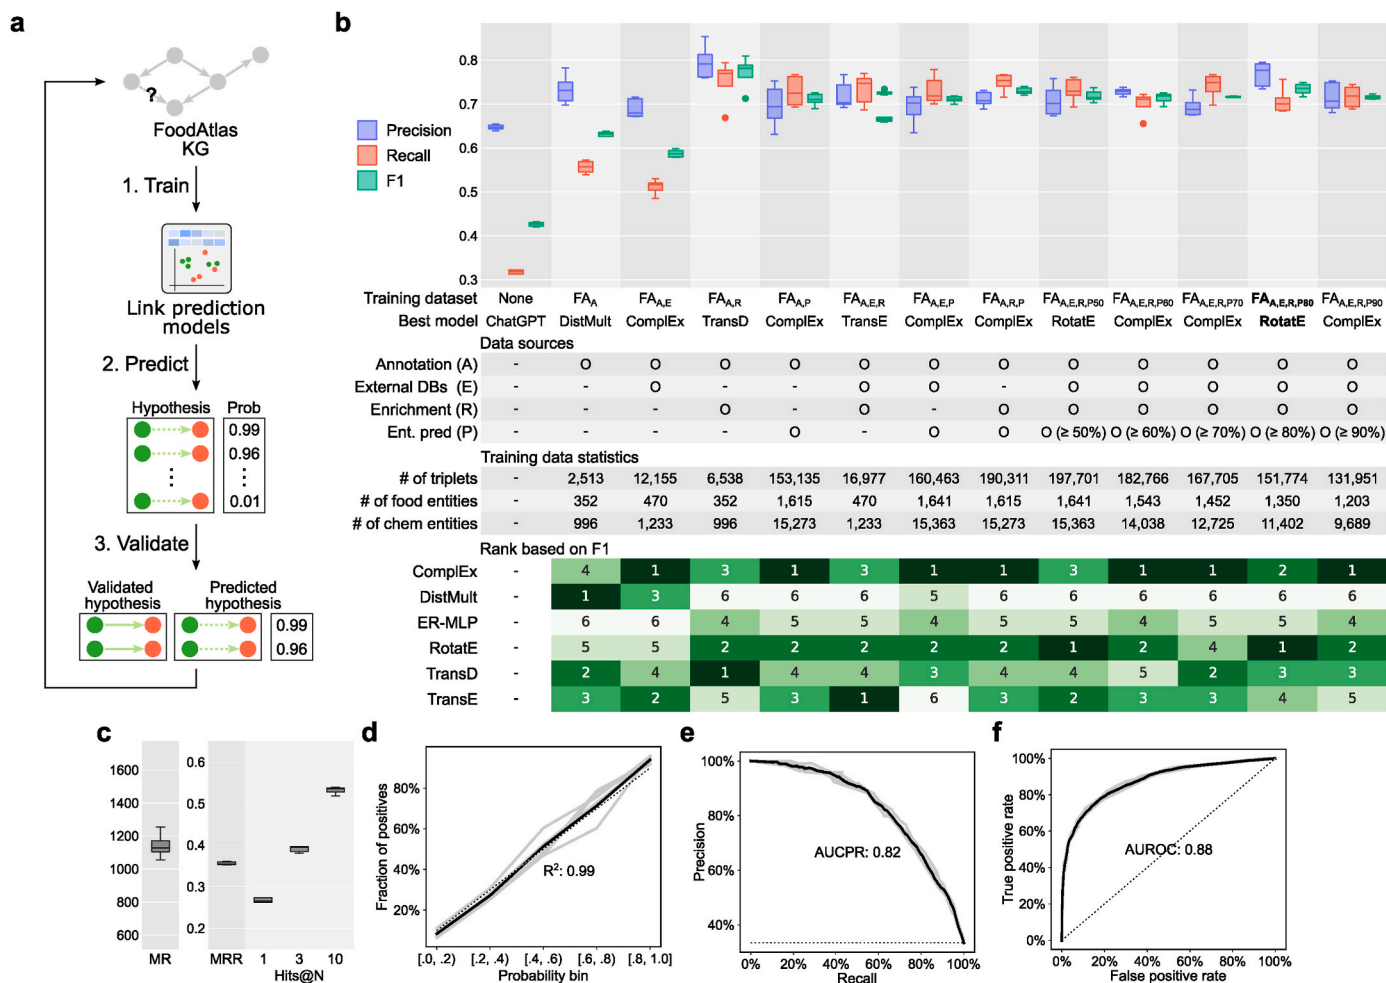 a
?
FoodAtlas
KG
1. Train
Link prediction
models
2. Predict
Hypothesis Prob
0.99
0.96
0.01
3. Validate
Validated Predicted
hypothesis hypothesis
0.99
0.96
b
0.8
0.7
0.6
0.5
0.4
0.3
Precision
Recall
F1
Training dataset None FA_A FA_A,E FA_A,R FA_A,P FA_A,E,R FA_A,E,P FA_A,R,P FA_A,E,R,P50 FA_A,E,R,P60 FA_A,E,R,P70 FA_A,E,R,P80 FA_A,E,R,P90
Best model ChatGPT DistMult ComplEx TransD ComplEx TransE ComplEx ComplEx RotatE ComplEx ComplEx RotatE ComplEx
Data sources
Annotation (A) - O O O O O O O O O O O O
External DBs (E) - - O - - O O - O O O O O
Enrichment (R) - - - O - O - O O O O O O
Ent. pred (P) - - - - O - O O O (≥ 50%) O (≥ 60%) O (≥ 70%) O (≥ 80%) O (≥ 90%)
Training data statistics
# of triplets - 2,513 12,155 6,538 153,135 16,977 160,463 190,311 197,701 182,766 167,705 151,774 131,951
# of food entities - 352 470 352 1,615 470 1,641 1,615 1,641 1,543 1,452 1,350 1,203
# of chem entities - 996 1,233 996 15,273 1,233 15,363 15,273 15,363 14,038 12,725 11,402 9,689
Rank based on F1
ComplEx - 4 1 3 1 3 1 1 3 1 1 2 1
DistMult - 1 3 6 6 6 5 6 6 6 6 6 6
ER-MLP - 6 6 4 5 5 4 5 5 4 5 5 4
RotatE - 5 5 2 2 2 2 2 1 2 4 1 2
TransD - 2 4 1 4 4 3 4 4 5 2 3 3
TransE - 3 2 5 3 1 6 3 2 3 3 4 5
c
1600
1400
1200
1000
800
600
MR
0.6
0.5
0.4
0.3
0.2
MRR 1 3 10
Hits@N
d
Fraction of positives
80%
60%
40%
20%
R²: 0.99
[.0, .2) [.2, .4) [.4, .6) [.6, .8) [.8, 1.0]
Probability bin
e
Precision
100%
80%
60%
40%
AUCPR: 0.82
0% 20% 40% 60% 80% 100%
Recall
f
True positive rate
100%
80%
60%
40%
20%
0%
AUROC: 0.88
0% 20% 40% 60% 80% 100%
False positive rate